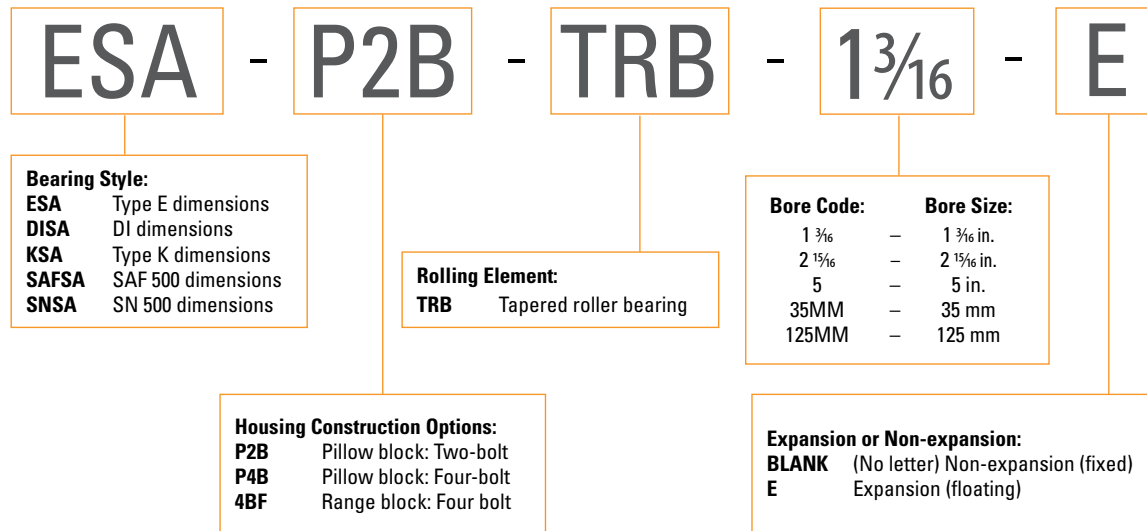 ESA - P2B - TRB - 1 3/16 - E
Bearing Style:
ESA Type E dimensions
DISA DI dimensions
KSA Type K dimensions
SAFSA SAF 500 dimensions
SNSA SN 500 dimensions
Rolling Element:
TRB Tapered roller bearing
Bore Code: Bore Size:
1 3/16 – 1 3/16 in.
2 15/16 – 2 15/16 in.
5 – 5 in.
35MM – 35 mm
125MM – 125 mm
Housing Construction Options:
P2B Pillow block: Two-bolt
P4B Pillow block: Four-bolt
4BF Range block: Four bolt
Expansion or Non-expansion:
BLANK (No letter) Non-expansion (fixed)
E Expansion (floating)